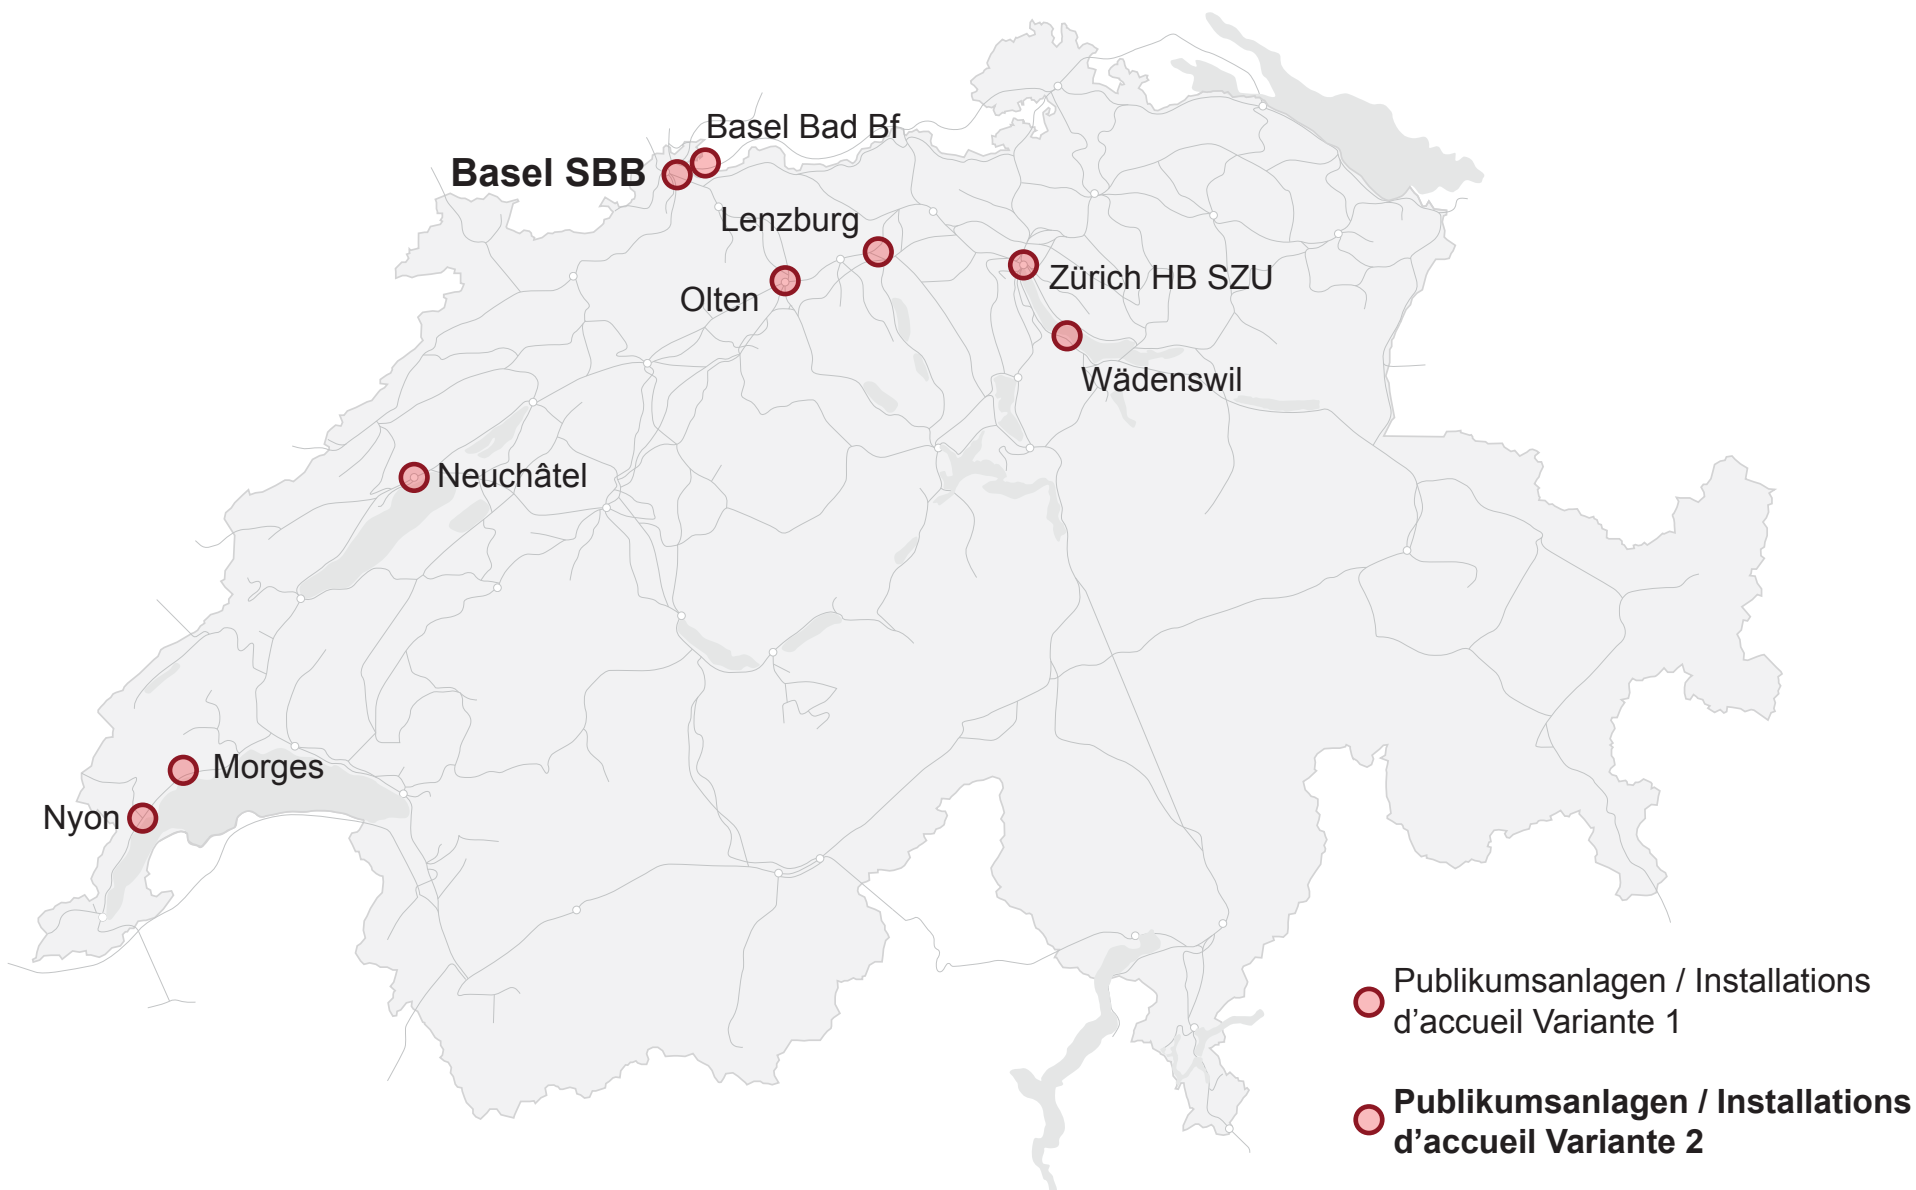 Basel Bad Bf
Basel SBB
Lenzburg
Olten
Zürich HB SZU
Wädenswil
Neuchâtel
Morges
Nyon
Publikumsanlagen / Installations
d’accueil Variante 1
Publikumsanlagen / Installations
d’accueil Variante 2